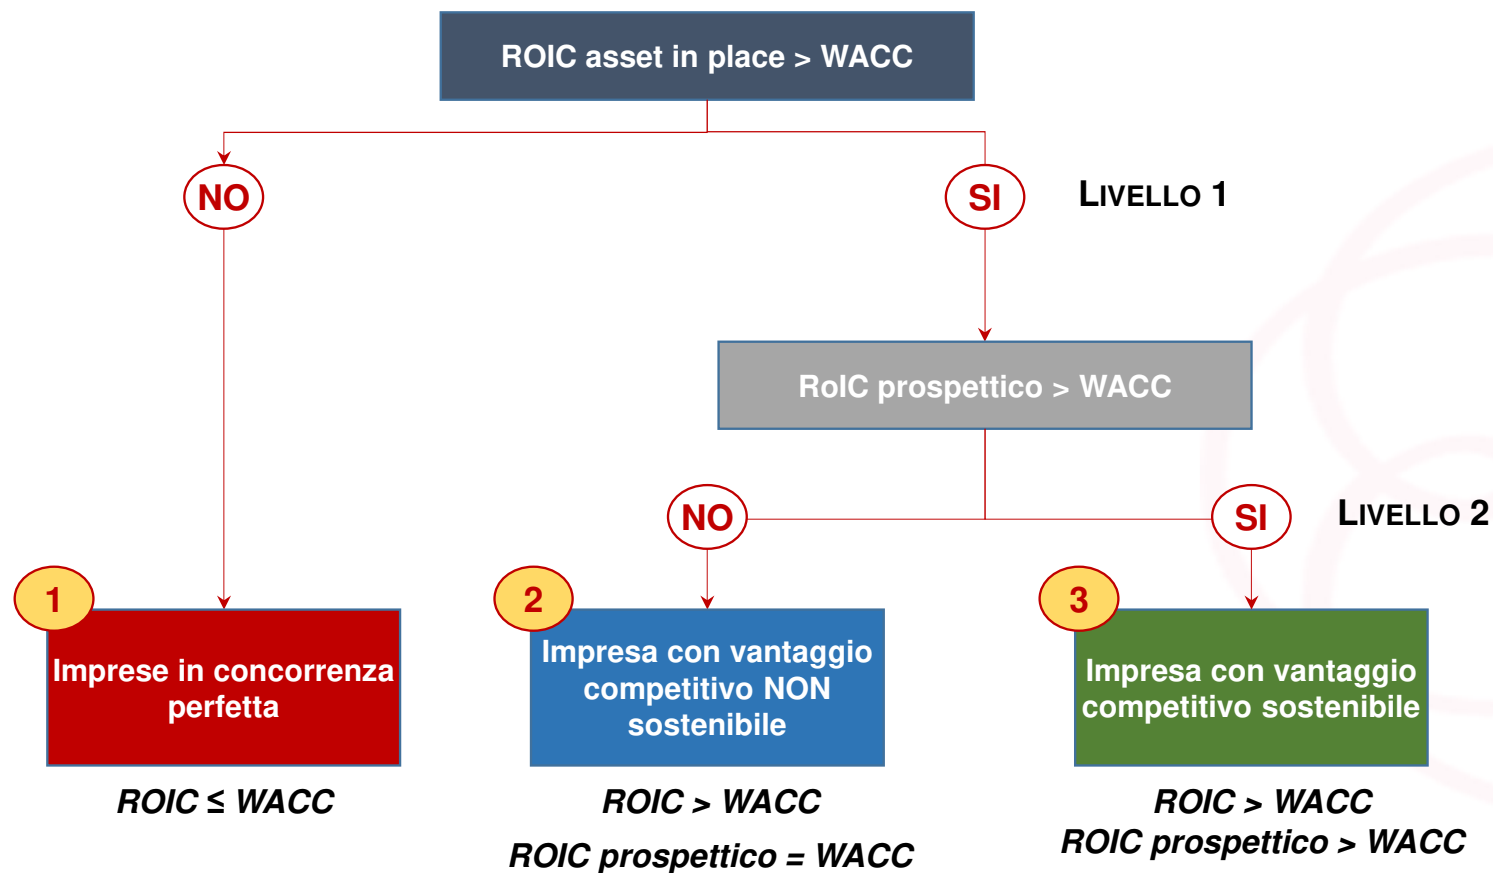 ROIC asset in place > WACC
NO
SI
LIVELLO 1
RoIC prospettico > WACC
NO
SI
LIVELLO 2
1
2
3
Imprese in concorrenza
perfetta
Impresa con vantaggio
competitivo NON
sostenibile
Impresa con vantaggio
competitivo sostenibile
ROIC ≤ WACC
ROIC > WACC
ROIC prospettico = WACC
ROIC > WACC
ROIC prospettico > WACC